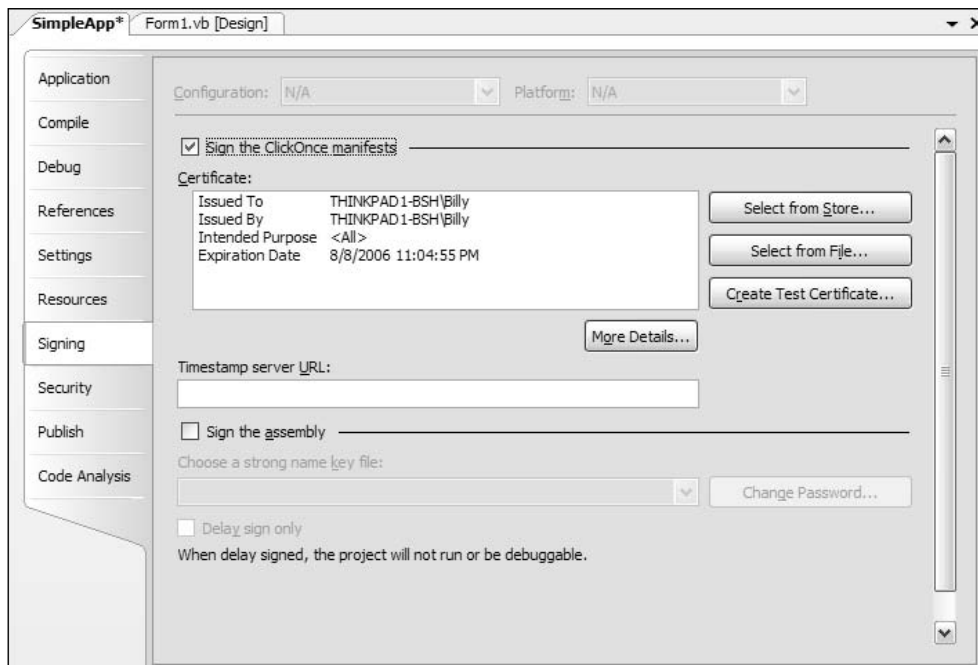 SimpleApp* Form1.vb [Design]
Application
Compile
Debug
References
Settings
Resources
Signing
Security
Publish
Code Analysis
Configuration: N/A Platform: N/A
Sign the ClickOnce manifests
Certificate:
Issued To THINKPAD1-BSH\Billy
Issued By THINKPAD1-BSH\Billy
Intended Purpose <All>
Expiration Date 8/8/2006 11:04:55 PM
Select from Store...
Select from File...
Create Test Certificate...
More Details...
Timestamp server URL:
Sign the assembly
Choose a strong name key file:
Change Password...
Delay sign only
When delay signed, the project will not run or be debuggable.